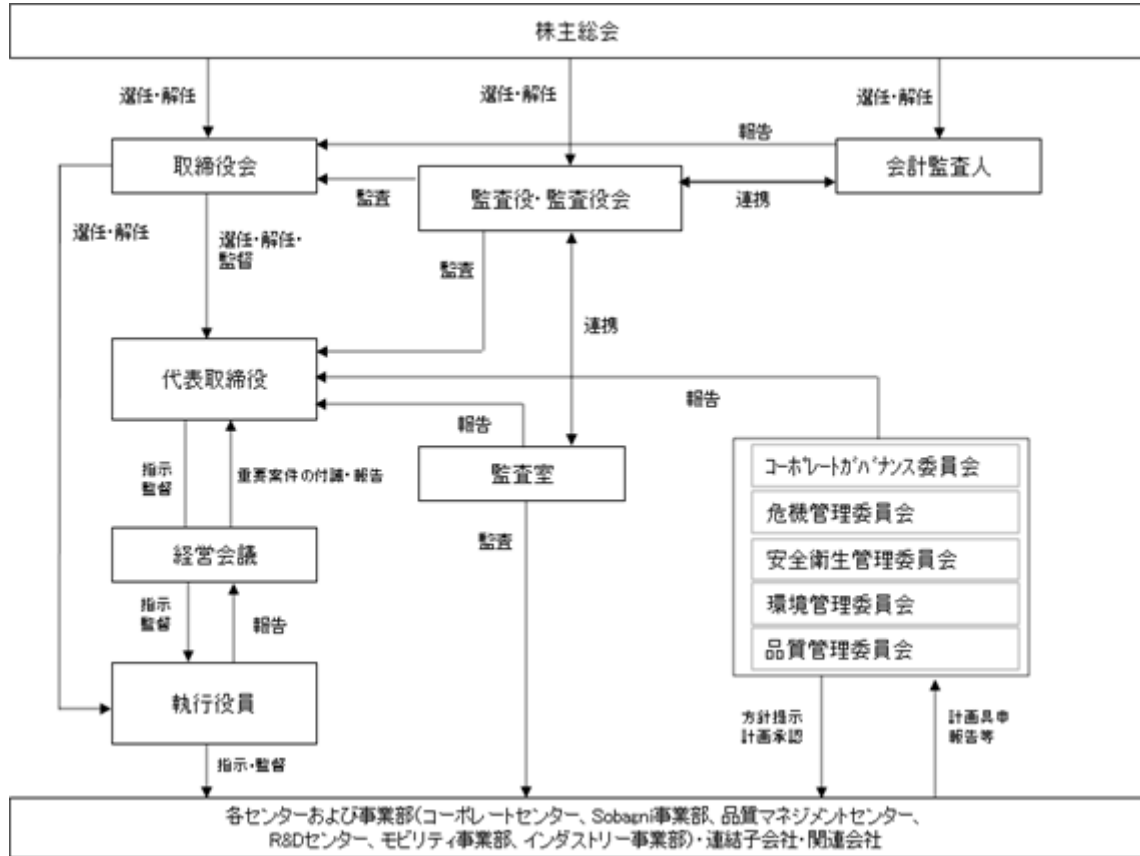 株主総会
選任・解任
選任・解任
選任・解任
報告
取締役会
会計監査人
監査役・監査役会
監査
連携
選任・解任
選任・解任・
監督
監査
連携
代表取締役
報告
報告
コーポレートガバナンス委員会
指示
監督
重要案件の付議・報告
監査室
危機管理委員会
監査
経営会議
安全衛生管理委員会
環境管理委員会
指示
監督
報告
品質管理委員会
執行役員
方針提示
計画承認
計画具申
報告等
指示・監督
各センターおよび事業部(コーポレートセンター、Sobagni事業部、品質マネジメントセンター、
R&Dセンター、モビリティ事業部、インダストリー事業部)・連結子会社・関連会社